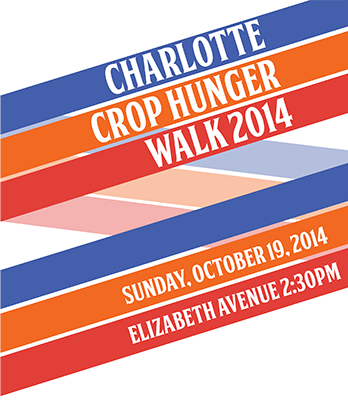 CHARLOTTE
CROP HUNGER
WALK 2014
SUNDAY, OCTOBER 19, 2014
ELIZABETH AVENUE 2:30PM